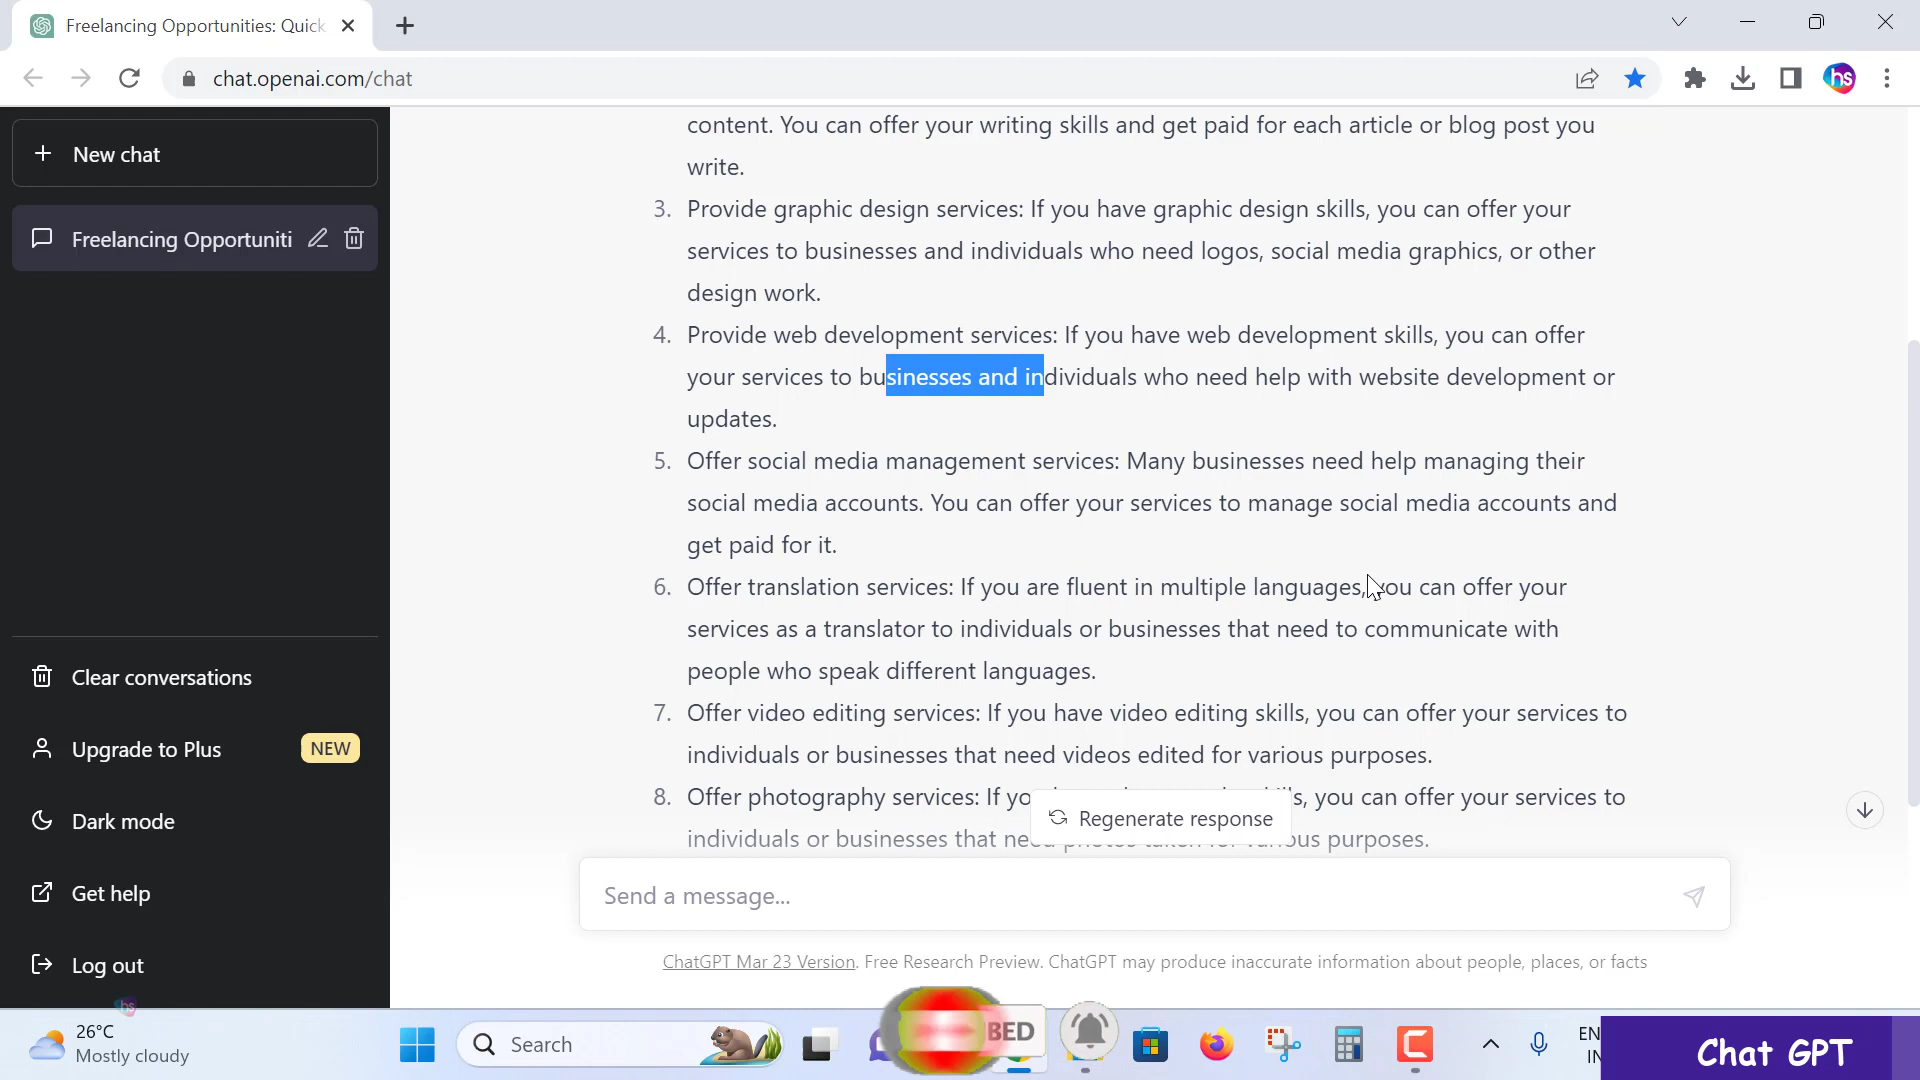 Freelancing Opportunities: Quick
chat.openai.com/chat
hs
New chat
Freelancing Opportuniti
content. You can offer your writing skills and get paid for each article or blog post you
write.
3. Provide graphic design services: If you have graphic design skills, you can offer your
services to businesses and individuals who need logos, social media graphics, or other
design work.
4. Provide web development services: If you have web development skills, you can offer
your services to businesses and individuals who need help with website development or
updates.
5. Offer social media management services: Many businesses need help managing their
social media accounts. You can offer your services to manage social media accounts and
get paid for it.
6. Offer translation services: If you are fluent in multiple languages, you can offer your
services as a translator to individuals or businesses that need to communicate with
people who speak different languages.
7. Offer video editing services: If you have video editing skills, you can offer your services to
individuals or businesses that need videos edited for various purposes.
8. Offer photography services: If you can offer your services to
individuals or businesses that purposes.
Regenerate response
Clear conversations
Upgrade to Plus NEW
Dark mode
Get help
Log out
Send a message...
ChatGPT Mar 23 Version. Free Research Preview. ChatGPT may produce inaccurate information about people, places, or facts
hs
26°C
Mostly cloudy
Search
BED
EN
IN
Chat GPT